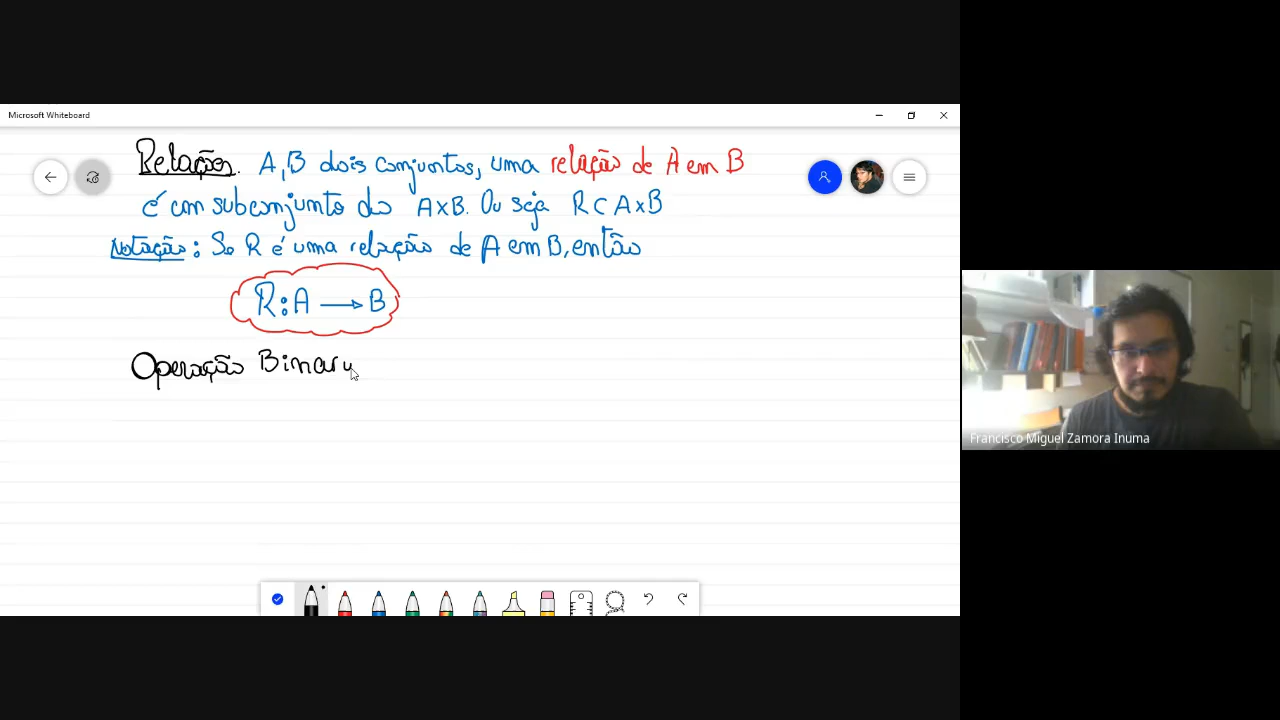 Microsoft Whiteboard
Relações. A,B dois conjuntos, uma relação de A em B
é um subconjunto do A×B. Ou seja R⊂A×B
Notação: Se R é uma relação de A em B, então
R:A⟶B
Operação Binary
Francisco Miguel Zamora Inuma